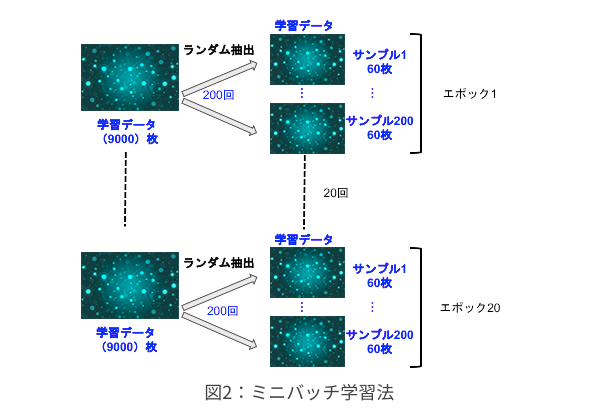 学習データ
ランダム抽出
サンプル1
60枚
200回
⋮
⋮
エポック1
学習データ
（9000）枚
サンプル200
60枚
20回
学習データ
ランダム抽出
サンプル1
60枚
200回
⋮
⋮
エポック20
学習データ
（9000）枚
サンプル200
60枚
図2：ミニバッチ学習法